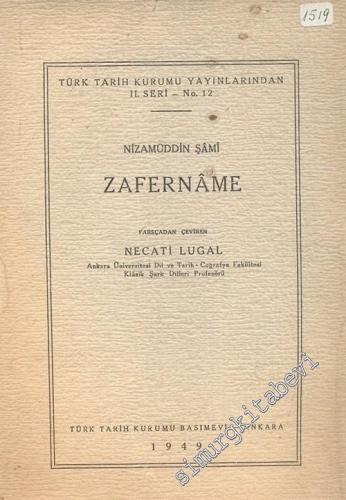 1519
TÜRK TARİH KURUMU YAYINLARINDAN
II. SERİ — No. 12
NİZAMÜDDİN ŞÂMÎ
ZAFERNÂME
FARSÇADAN ÇEVİREN
NECATİ LUGAL
Ankara Üniversitesi Dil ve Tarih - Coğrafya Fakültesi
Klâsik Şark Dilleri Profesörü
TÜRK TARİH KURUMU BASIMEVİ, ANKARA
1949
simurgkitabevi